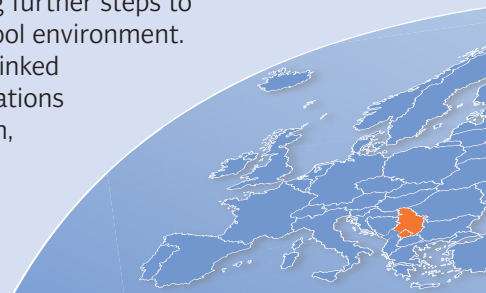 further steps to
ool environment.
inked
ations